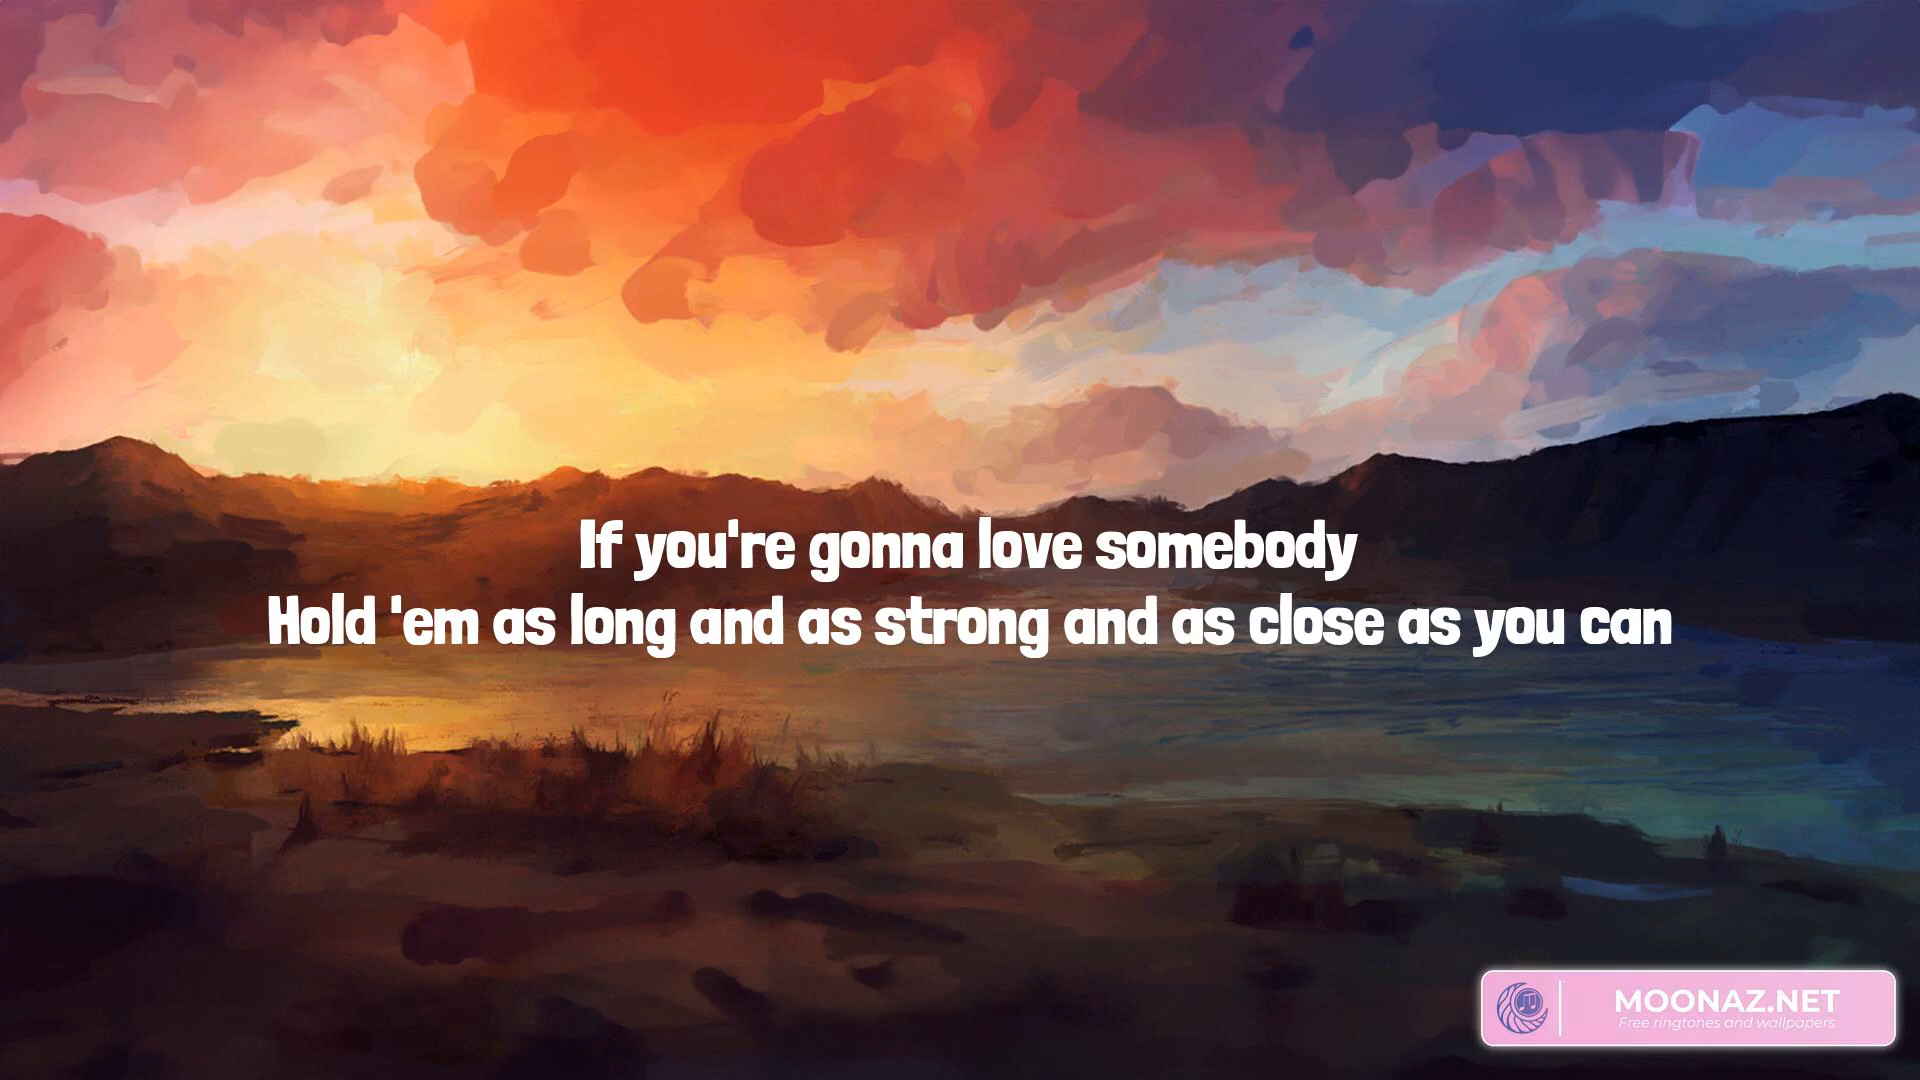 If you're gonna love somebody
Hold 'em as long and as strong and as close as you can
MOONAZ.NET
Free ringtones and wallpapers